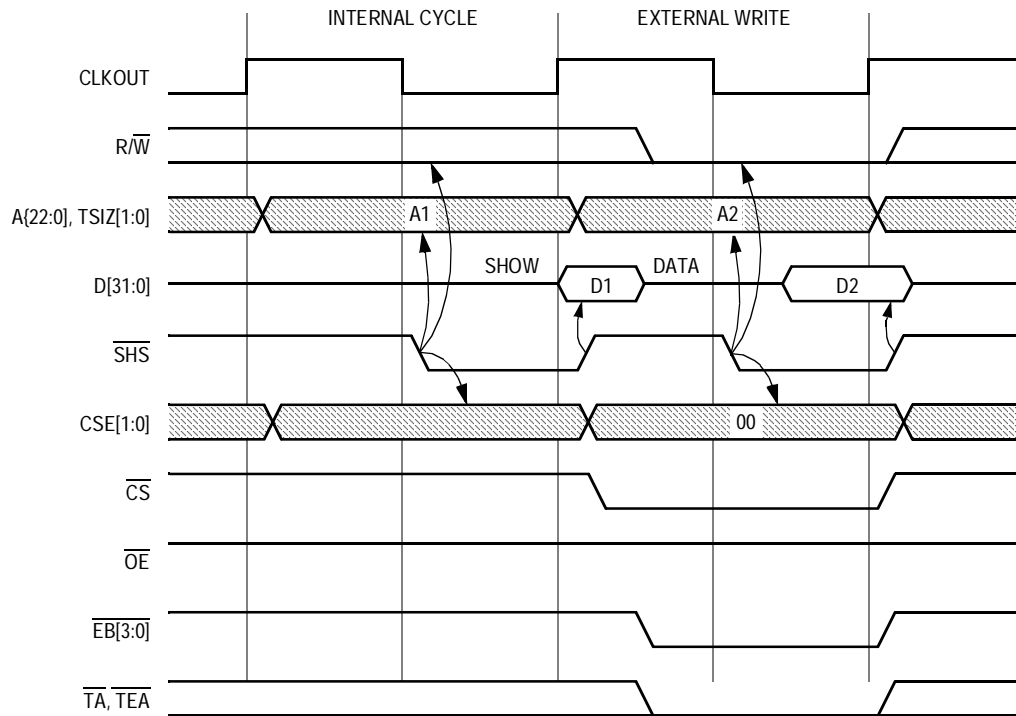 INTERNAL CYCLE EXTERNAL WRITE
CLKOUT
R/W
A{22:0}, TSIZ[1:0] A1 A2
SHOW DATA
D[31:0] D1 D2
SHS
CSE[1:0] 00
CS
OE
EB[3:0]
TA, TEA